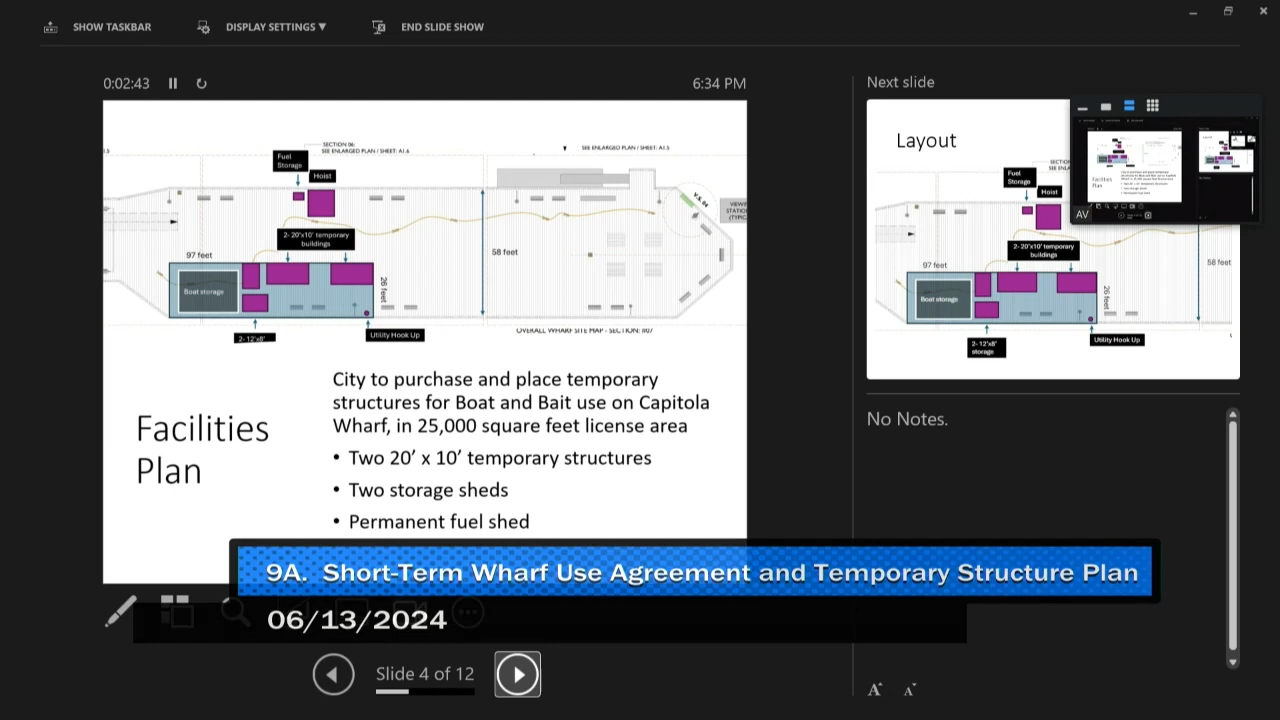 SHOW TASKBAR
DISPLAY SETTINGS ▼
END SLIDE SHOW
0:02:43
6:34 PM
SECTION 06:
SEE ENLARGED PLAN / SHEET: A1.6
SEE ENLARGED PLAN / SHEET: A1.5
Fuel
Storage
Hoist
2- 20'x10' temporary
buildings
97 feet
58 feet
26 feet
Boat storage
2- 12'x8'
Utility Hook Up
OVERALL WHARF SITE MAP - SECTION: #07
Facilities
Plan
City to purchase and place temporary
structures for Boat and Bait use on Capitola
Wharf, in 25,000 square feet license area
• Two 20' x 10' temporary structures
• Two storage sheds
• Permanent fuel shed
Next slide
Layout
Fuel
Storage
Hoist
2- 20'x10' temporary
buildings
97 feet
58 feet
26 feet
Boat storage
2- 12'x8'
storage
Utility Hook Up
AV
No Notes.
9A. Short-Term Wharf Use Agreement and Temporary Structure Plan
06/13/2024
Slide 4 of 12
A A